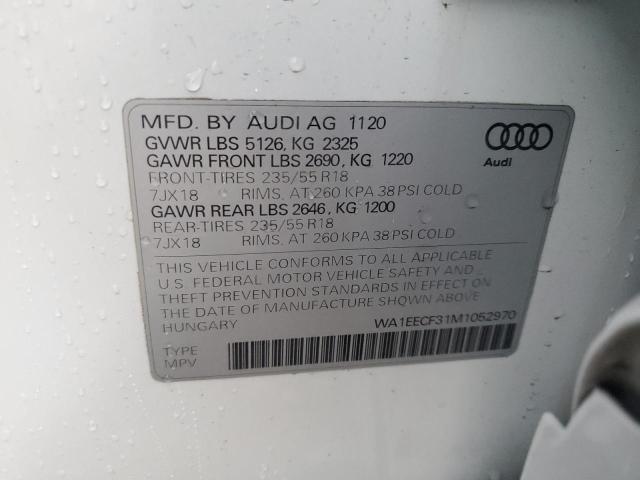 MFD. BY AUDI AG 1120
GVWR LBS 5126, KG 2325
GAWR FRONT LBS 2690, KG 1220
FRONT-TIRES 235/55 R18
7JX18 RIMS, AT 260 KPA 38 PSI COLD
GAWR REAR LBS 2646, KG 1200
REAR-TIRES 235/55 R18
7JX18 RIMS, AT 260 KPA 38 PSI COLD
Audi
THIS VEHICLE CONFORMS TO ALL APPLICABLE
U.S. FEDERAL MOTOR VEHICLE SAFETY AND
THEFT PREVENTION STANDARDS IN EFFECT ON
THE DATE OF MANUFACTURE SHOWN ABOVE
HUNGARY WA1EECF31M1052970
TYPE
MPV